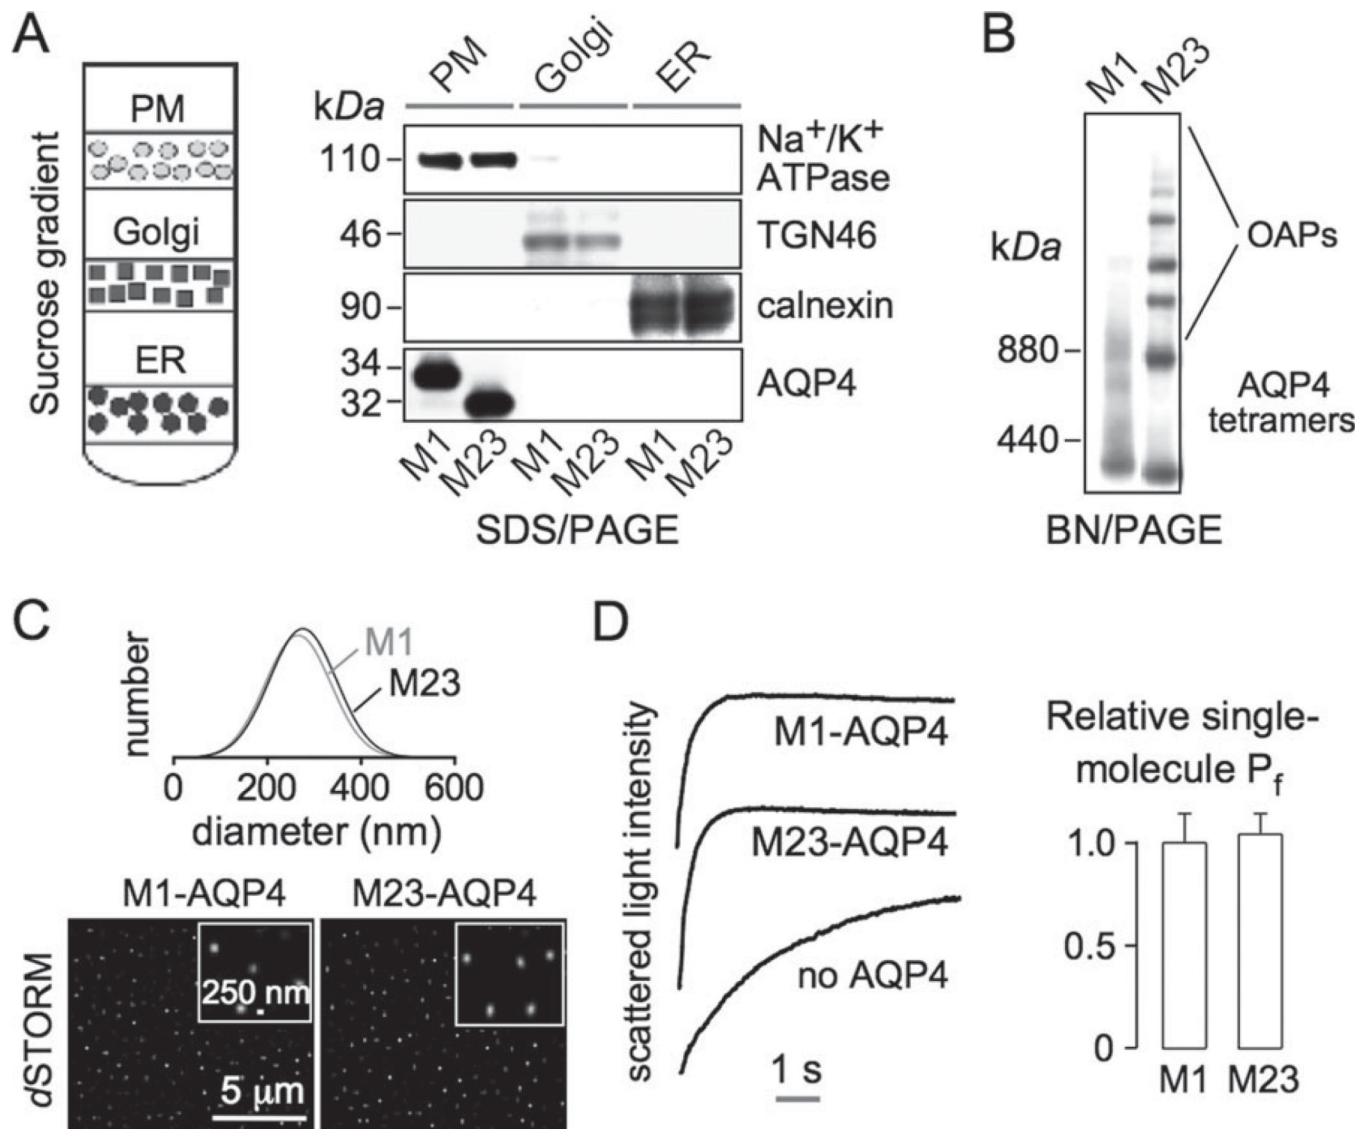 A
Sucrose gradient
PM
Golgi
ER
kDa
PM
Golgi
ER
110
Na+/K+
ATPase
46
TGN46
90
calnexin
34
32
AQP4
M1
M23
M1
M23
M1
M23
SDS/PAGE
B
M1
M23
kDa
OAPs
880
AQP4
tetramers
440
BN/PAGE
C
number
M1
M23
0 200 400 600
diameter (nm)
M1-AQP4
M23-AQP4
dSTORM
250 nm
5 μm
D
scattered light intensity
M1-AQP4
M23-AQP4
no AQP4
1 s
Relative single-
molecule Pf
1.0
0.5
0
M1 M23